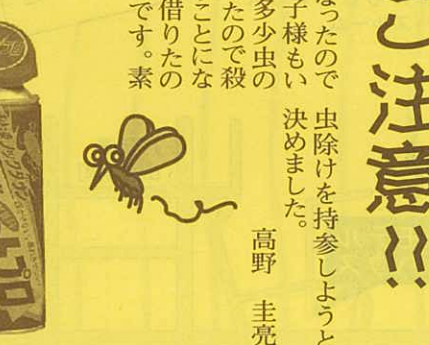 ご注意!!
なったので
子様もい
多少虫の
たので殺
ことにな
借りたの
です。素
虫除けを持参しようと
決めました。
高野 圭亮